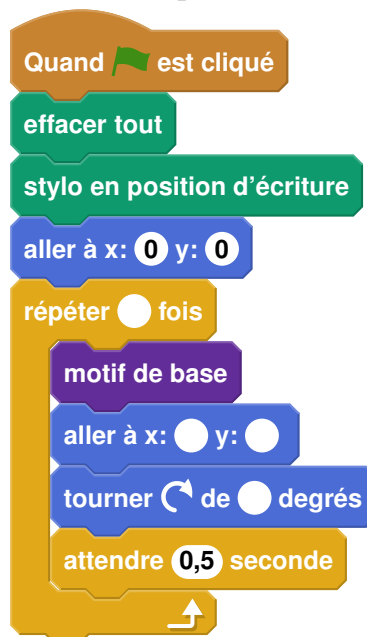 Quand est cliqué
effacer tout
stylo en position d'écriture
aller à x: 0 y: 0
répéter fois
motif de base
aller à x: y:
tourner de degrés
attendre 0,5 seconde